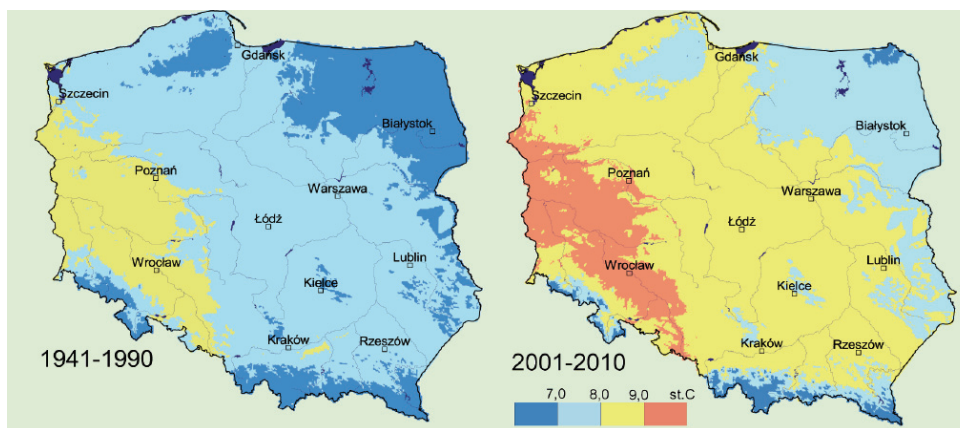 Gdańsk
Szczecin
Białystok
Poznań
Warszawa
Łódź
Wrocław
Lublin
Kielce
Kraków
Rzeszów
1941-1990
Gdańsk
Szczecin
Białystok
Poznań
Warszawa
Łódź
Wrocław
Lublin
Kielce
Kraków
Rzeszów
2001-2010
7,0 8,0 9,0 st.C